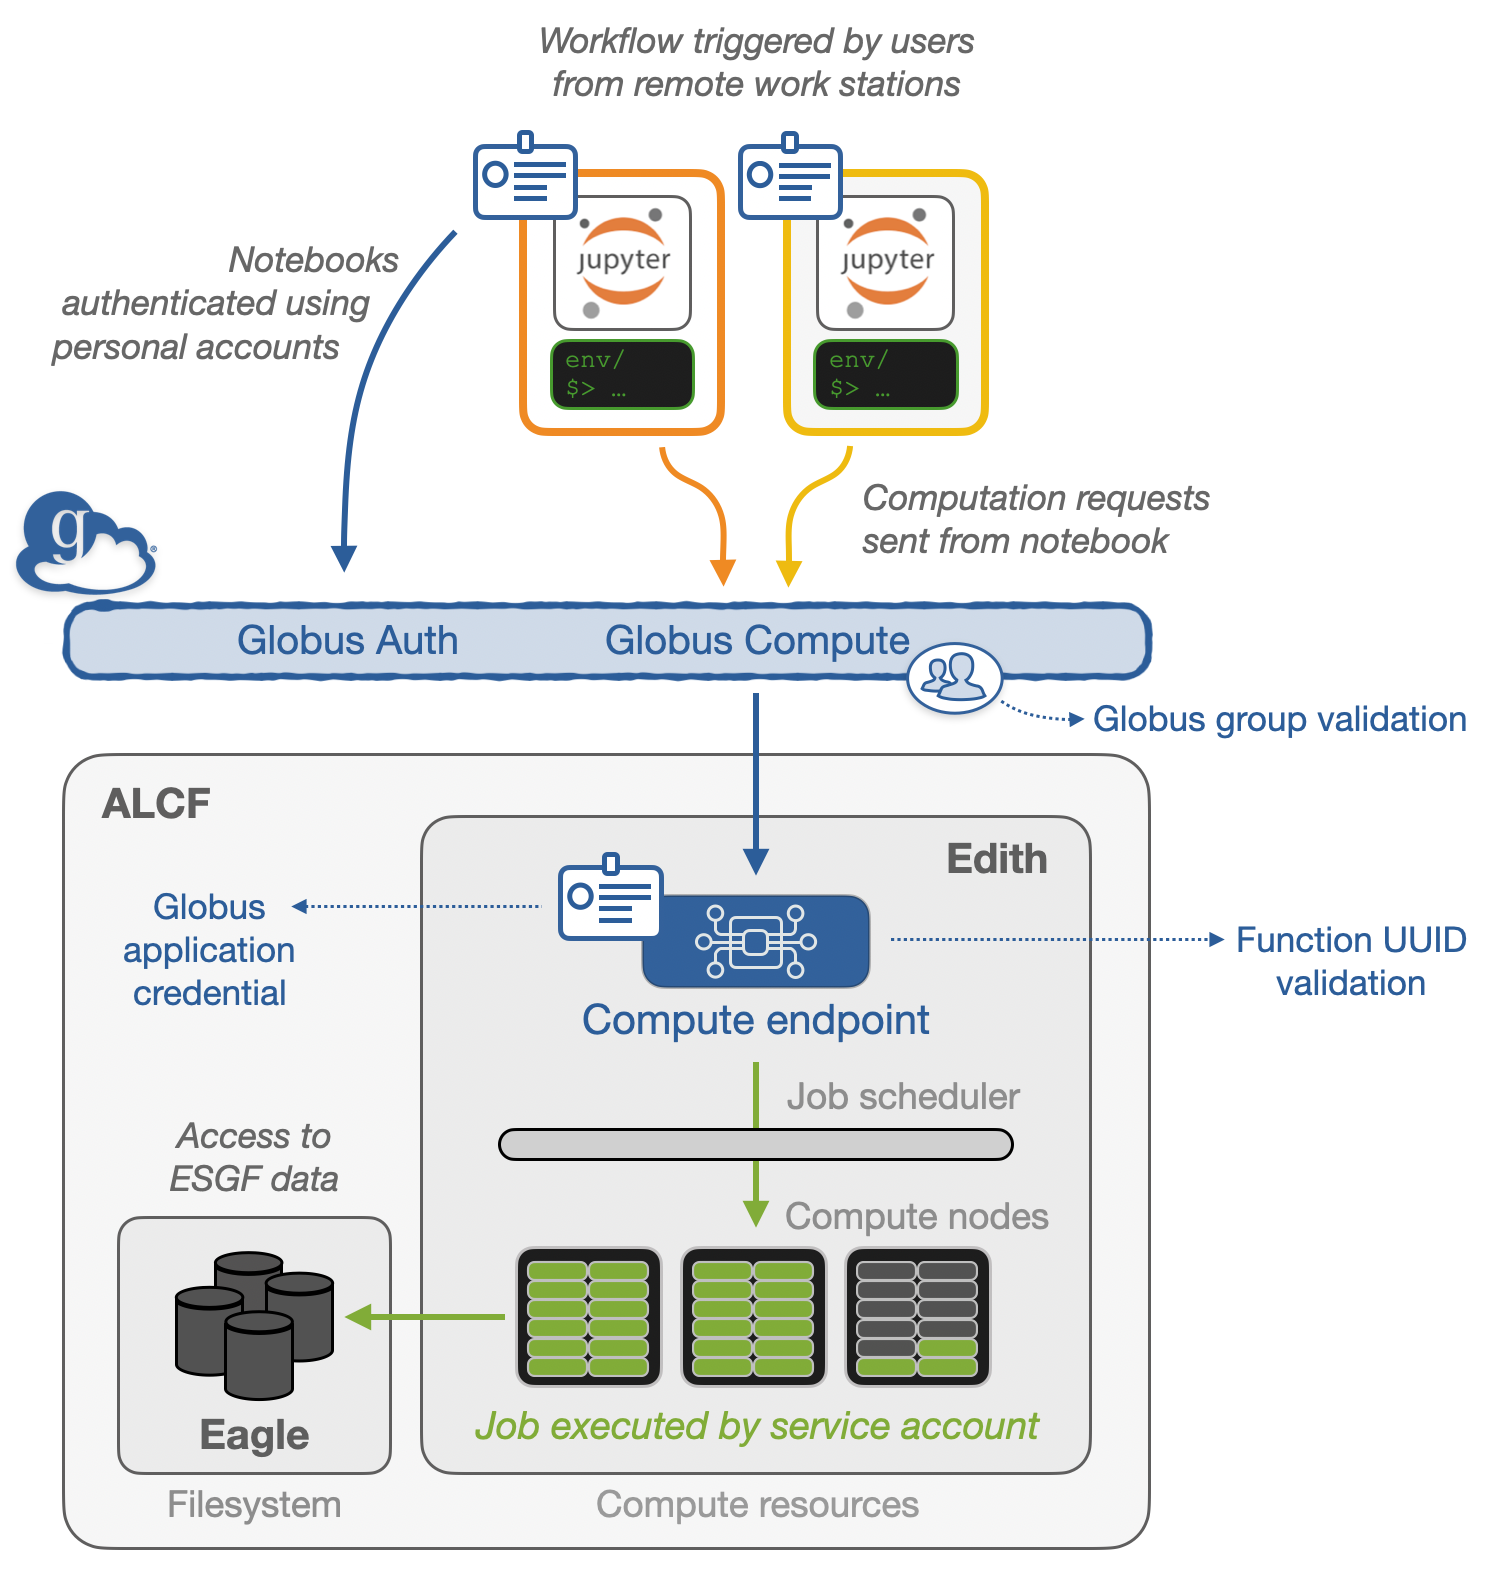 Workflow triggered by users
from remote work stations
Notebooks
authenticated using
personal accounts
jupyter
env/
$> …
jupyter
env/
$> …
Computation requests
sent from notebook
g
®
Globus Auth
Globus Compute
Globus group validation
ALCF
Edith
Globus
application
credential
Function UUID
validation
Compute endpoint
Job scheduler
Access to
ESGF data
Compute nodes
Eagle
Job executed by service account
Filesystem
Compute resources